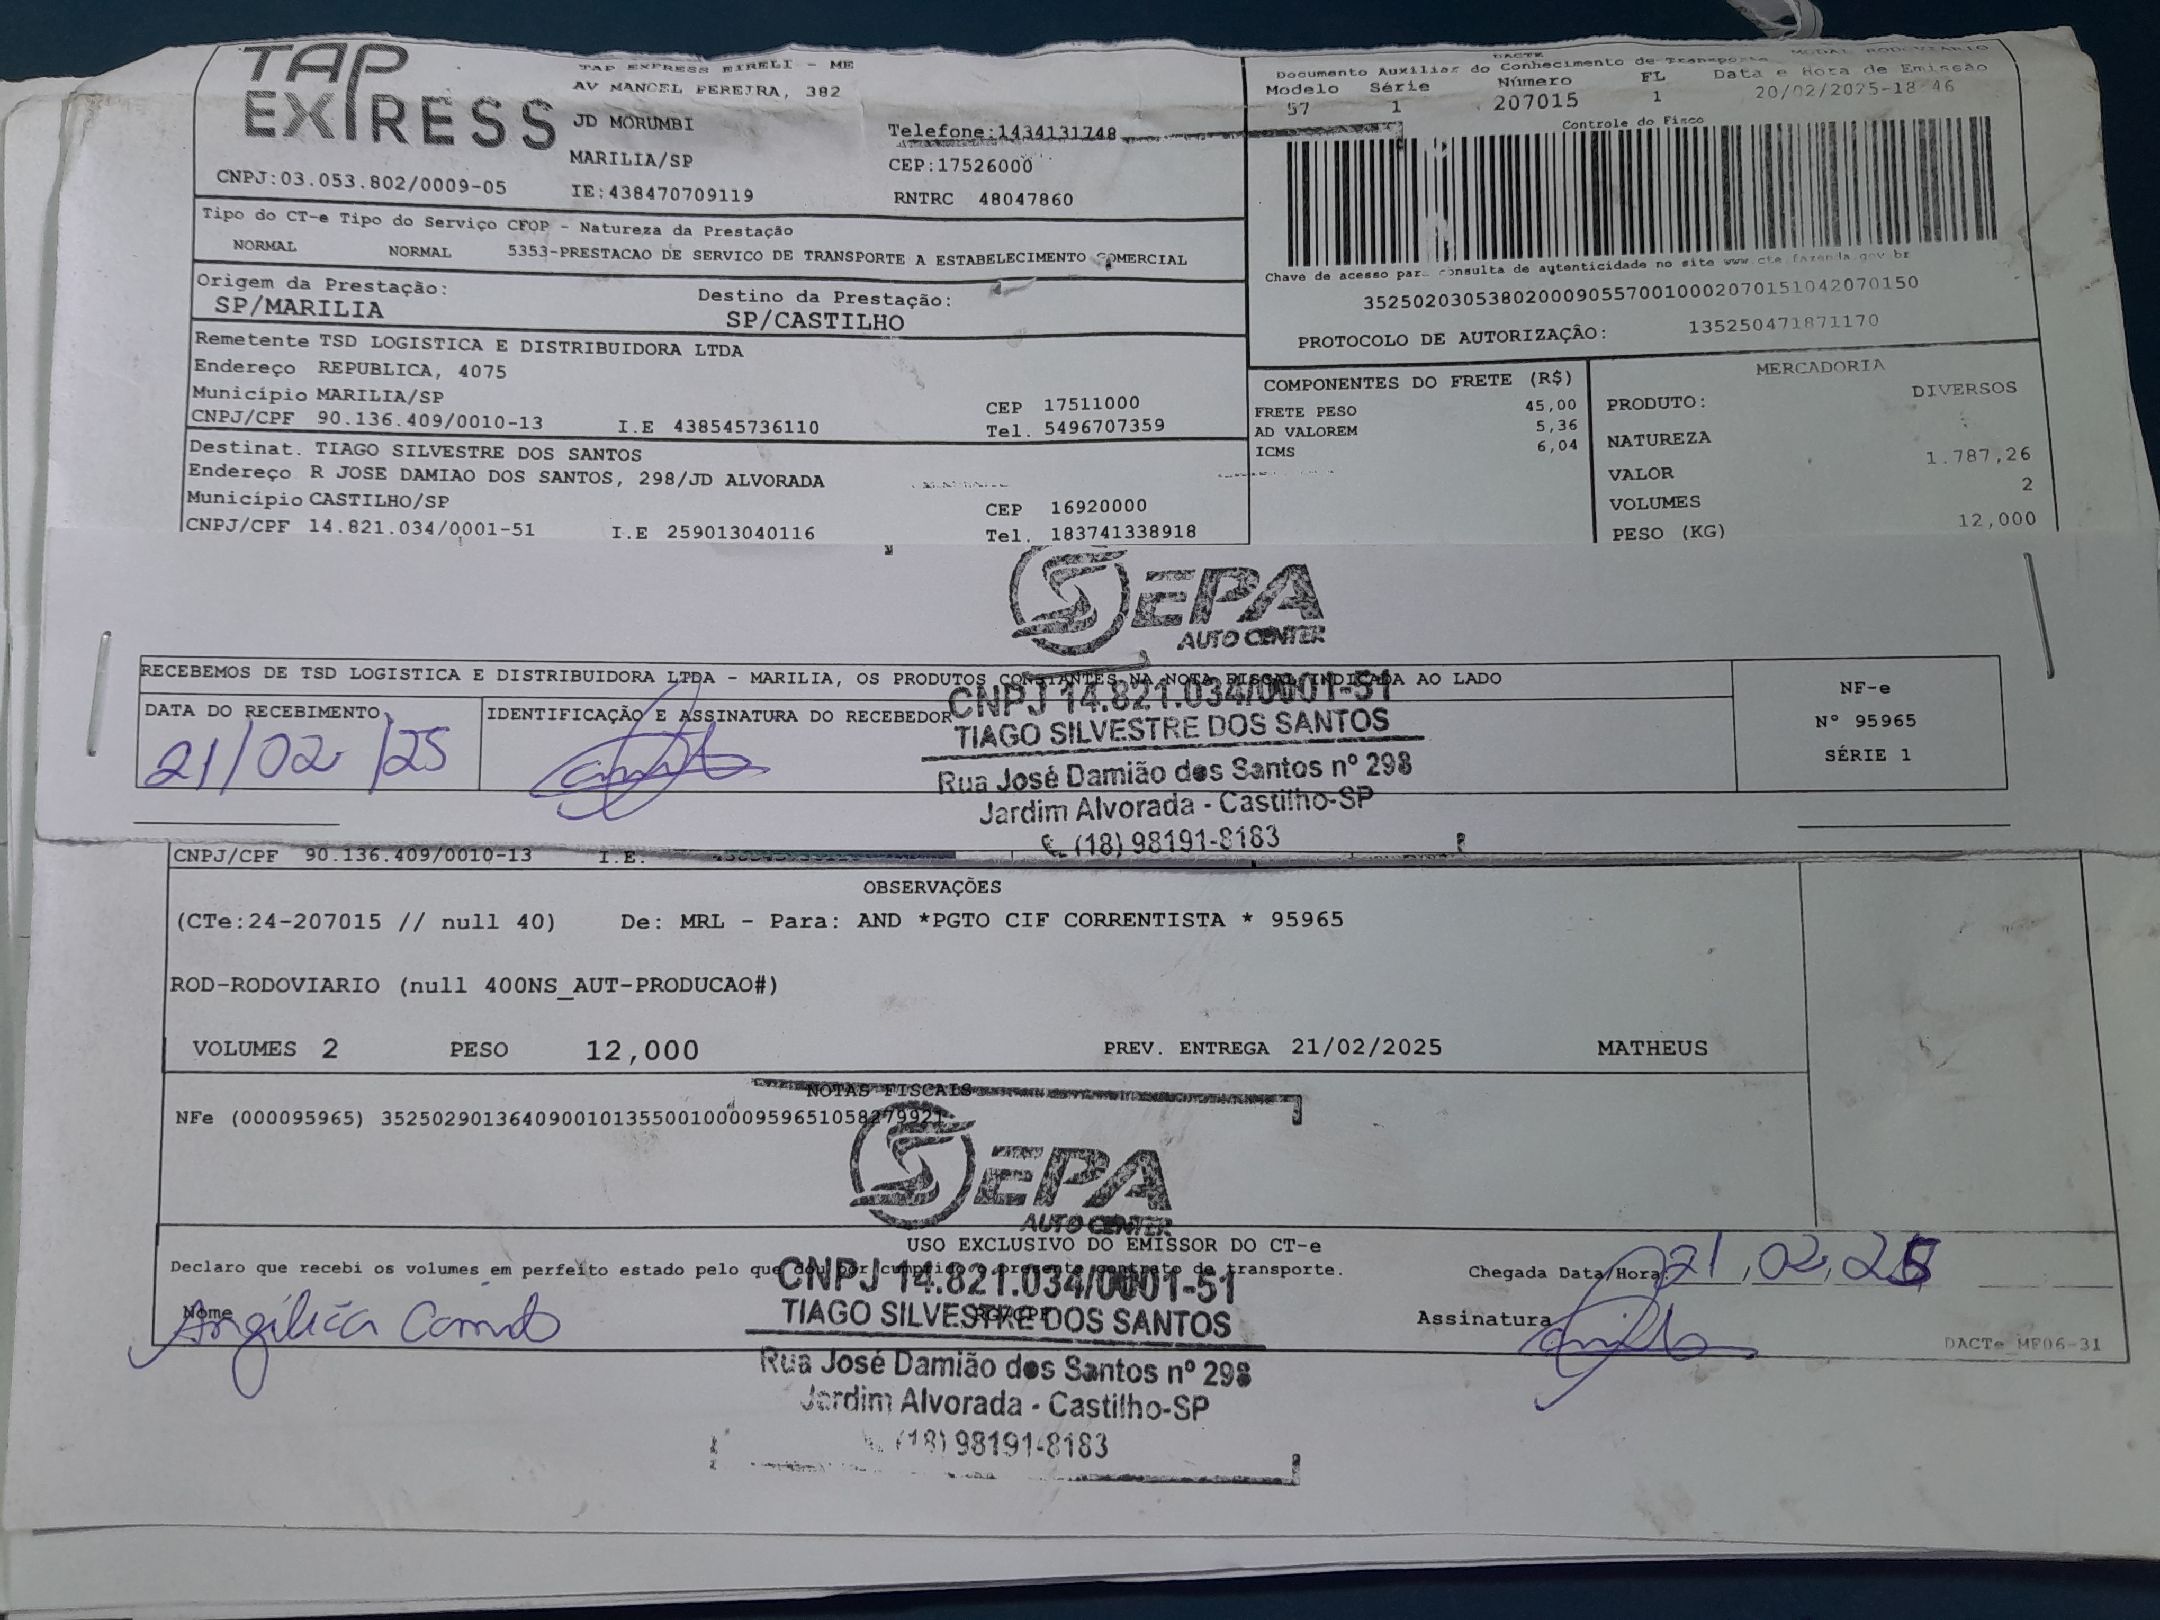 TAP EXPRESS
TAP EXPRESS EIRELI - ME
AV MANOEL PEREIRA, 382
JD MORUMBI
Telefone:1434131748
MARILIA/SP
CEP:17526000
CNPJ:03.053.802/0009-05
IE:438470709119
RNTRC 48047860
DACTE
MODAL RODOVIARIO
Documento Auxiliar do Conhecimento de Transporte
Modelo Série Número FL Data e Hora de Emissão
57 1 207015 1 20/02/2025-18 46
Controle do Fisco
Chave de acesso para consulta de autenticidade no site www.cte.fazenda.gov.br
35250203053802000905570010002070151042070150
PROTOCOLO DE AUTORIZAÇÃO: 135250471871170
Tipo do CT-e Tipo do Serviço CFOP - Natureza da Prestação
NORMAL NORMAL 5353-PRESTACAO DE SERVICO DE TRANSPORTE A ESTABELECIMENTO COMERCIAL
Origem da Prestação: Destino da Prestação:
SP/MARILIA SP/CASTILHO
Remetente TSD LOGISTICA E DISTRIBUIDORA LTDA
Endereço REPUBLICA, 4075
Município MARILIA/SP CEP 17511000
CNPJ/CPF 90.136.409/0010-13 I.E 438545736110 Tel. 5496707359
Destinat. TIAGO SILVESTRE DOS SANTOS
Endereço R JOSE DAMIAO DOS SANTOS, 298/JD ALVORADA
Município CASTILHO/SP CEP 16920000
CNPJ/CPF 14.821.034/0001-51 I.E 259013040116 Tel. 183741338918
COMPONENTES DO FRETE (R$)
FRETE PESO 45,00
AD VALOREM 5,36
ICMS 6,04
MERCADORIA
PRODUTO: DIVERSOS
NATUREZA
VALOR 1.787,26
VOLUMES 2
PESO (KG) 12,000
SEPA
AUTO CENTER
RECEBEMOS DE TSD LOGISTICA E DISTRIBUIDORA LTDA - MARILIA, OS PRODUTOS CONSTANTES NA NOTA FISCAL INDICADA AO LADO
DATA DO RECEBIMENTO
21/02/25
IDENTIFICAÇÃO E ASSINATURA DO RECEBEDOR
NF-e
Nº 95965
SÉRIE 1
CNPJ 14.821.034/0001-51
TIAGO SILVESTRE DOS SANTOS
Rua José Damião dos Santos nº 298
Jardim Alvorada - Castilho-SP
(18) 98191-8183
CNPJ/CPF 90.136.409/0010-13 I.E.
OBSERVAÇÕES
(CTe:24-207015 // null 40) De: MRL - Para: AND *PGTO CIF CORRENTISTA * 95965
ROD-RODOVIARIO (null 400NS_AUT-PRODUCAO#)
VOLUMES 2 PESO 12,000 PREV. ENTREGA 21/02/2025 MATHEUS
NOTAS FISCAIS
NFe (000095965) 35250290136409001013550010000959651058279921
SEPA
AUTO CENTER
USO EXCLUSIVO DO EMISSOR DO CT-e
Declaro que recebi os volumes em perfeito estado pelo que dou por cumprido o presente contrato de transporte.
Chegada Data/Hora: 21,02,25
Nome Angélica RG/CPF Assinatura
DACTe_MF06-31
CNPJ 14.821.034/0001-51
TIAGO SILVESTRE DOS SANTOS
Rua José Damião dos Santos nº 298
Jardim Alvorada - Castilho-SP
(18) 98191-8183